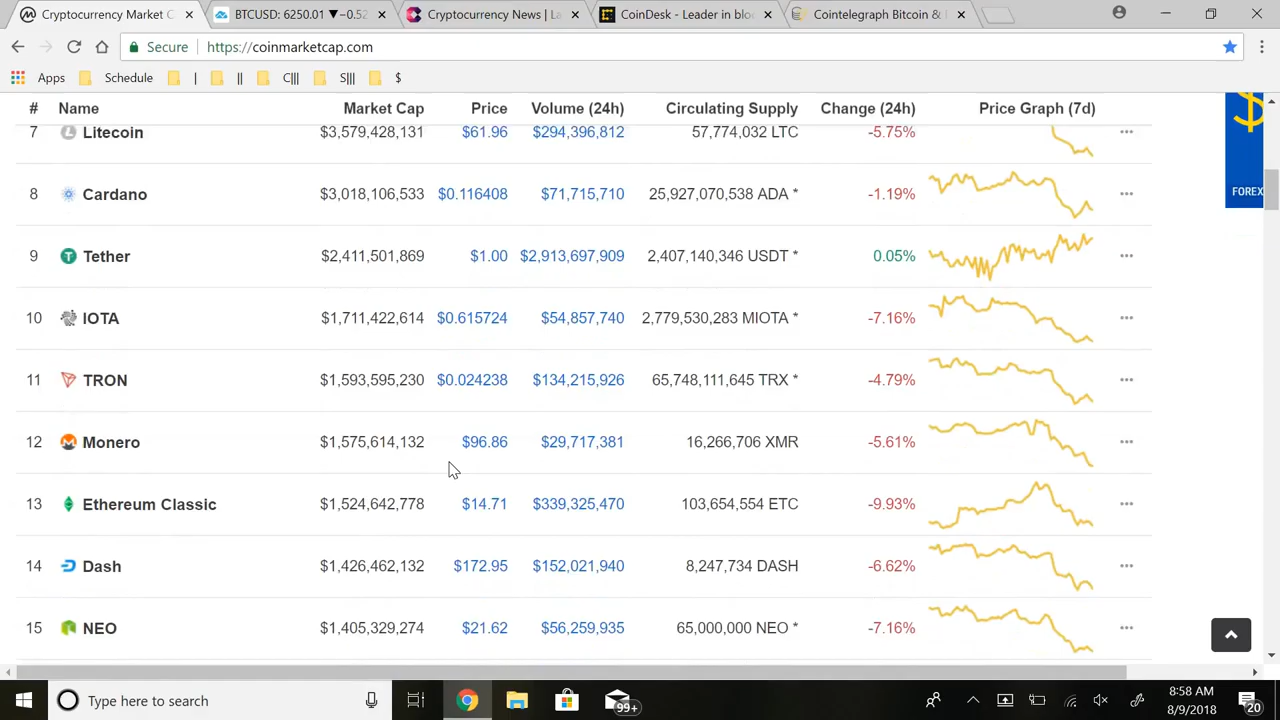 Cryptocurrency Market C
BTCUSD: 6250.01 ▼ 0.52
Cryptocurrency News | La
CoinDesk - Leader in bloc
Cointelegraph Bitcoin & E
Secure https://coinmarketcap.com
Apps Schedule | || C||| S||| $
# Name Market Cap Price Volume (24h) Circulating Supply Change (24h) Price Graph (7d)
7 Litecoin $3,579,428,131 $61.96 $294,396,812 57,774,032 LTC -5.75%
8 Cardano $3,018,106,533 $0.116408 $71,715,710 25,927,070,538 ADA * -1.19%
FOREX
9 Tether $2,411,501,869 $1.00 $2,913,697,909 2,407,140,346 USDT * 0.05%
10 IOTA $1,711,422,614 $0.615724 $54,857,740 2,779,530,283 MIOTA * -7.16%
11 TRON $1,593,595,230 $0.024238 $134,215,926 65,748,111,645 TRX * -4.79%
12 Monero $1,575,614,132 $96.86 $29,717,381 16,266,706 XMR -5.61%
13 Ethereum Classic $1,524,642,778 $14.71 $339,325,470 103,654,554 ETC -9.93%
14 Dash $1,426,462,132 $172.95 $152,021,940 8,247,734 DASH -6.62%
15 NEO $1,405,329,274 $21.62 $56,259,935 65,000,000 NEO * -7.16%
Type here to search
99+
8:58 AM
8/9/2018
20